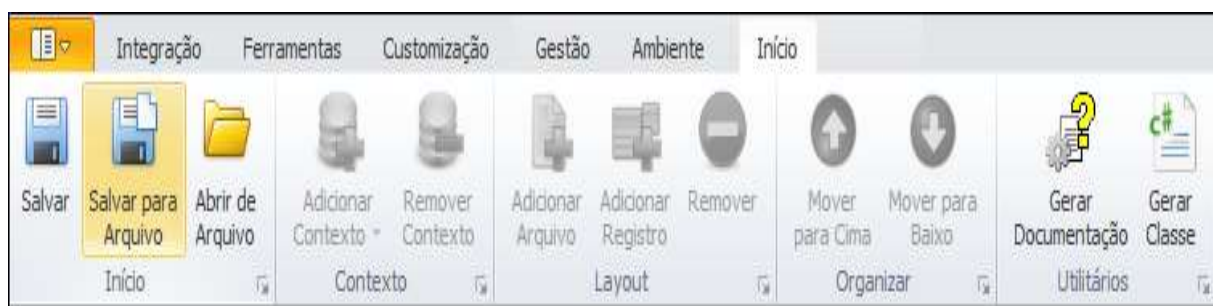 Integração Ferramentas Customização Gestão Ambiente Início
Salvar
Salvar para
Arquivo
Abrir de
Arquivo
Adicionar
Contexto
Remover
Contexto
Adicionar
Arquivo
Adicionar
Registro
Remover
Mover
para Cima
Mover para
Baixo
Gerar
Documentação
c#
Gerar
Classe
Início
Contexto
Layout
Organizar
Utilitários